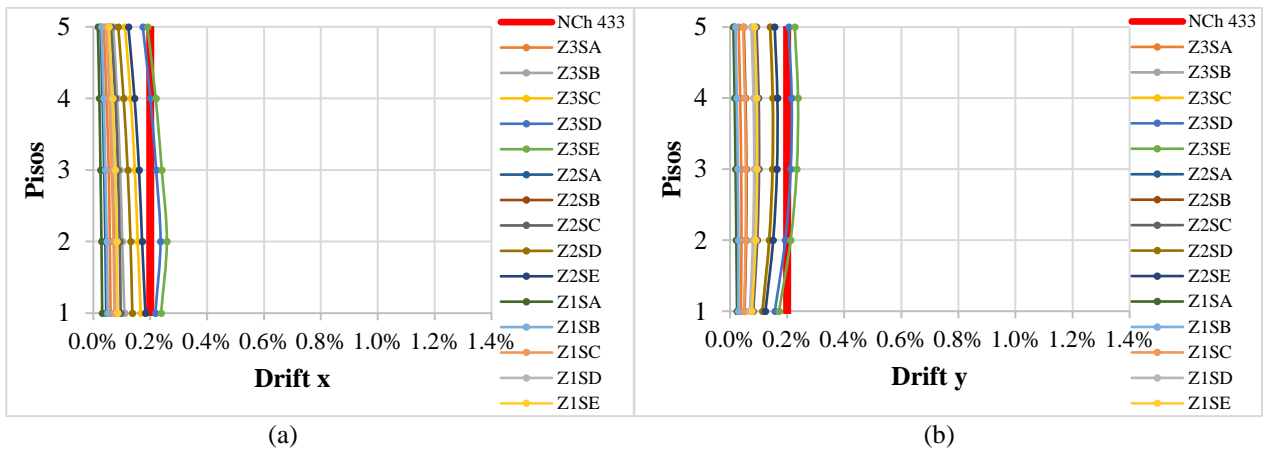 5
4
3
2
1
Pisos
0.0% 0.2% 0.4% 0.6% 0.8% 1.0% 1.2% 1.4%
Drift x
NCh 433
Z3SA
Z3SB
Z3SC
Z3SD
Z3SE
Z2SA
Z2SB
Z2SC
Z2SD
Z2SE
Z1SA
Z1SB
Z1SC
Z1SD
Z1SE
(a)
5
4
3
2
1
Pisos
0.0% 0.2% 0.4% 0.6% 0.8% 1.0% 1.2% 1.4%
Drift y
NCh 433
Z3SA
Z3SB
Z3SC
Z3SD
Z3SE
Z2SA
Z2SB
Z2SC
Z2SD
Z2SE
Z1SA
Z1SB
Z1SC
Z1SD
Z1SE
(b)